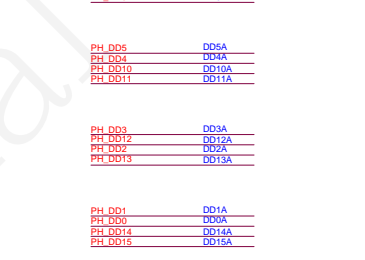 PH_DD5 DD5A
PH_DD4 DD4A
PH_DD10 DD10A
PH_DD11 DD11A
PH_DD3 DD3A
PH_DD12 DD12A
PH_DD2 DD2A
PH_DD13 DD13A
PH_DD1 DD1A
PH_DD0 DD0A
PH_DD14 DD14A
PH_DD15 DD15A